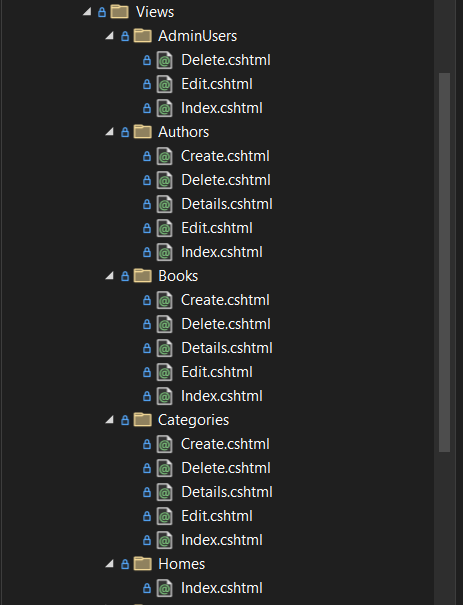 Views
AdminUsers
Delete.cshtml
Edit.cshtml
Index.cshtml
Authors
Create.cshtml
Delete.cshtml
Details.cshtml
Edit.cshtml
Index.cshtml
Books
Create.cshtml
Delete.cshtml
Details.cshtml
Edit.cshtml
Index.cshtml
Categories
Create.cshtml
Delete.cshtml
Details.cshtml
Edit.cshtml
Index.cshtml
Homes
Index.cshtml